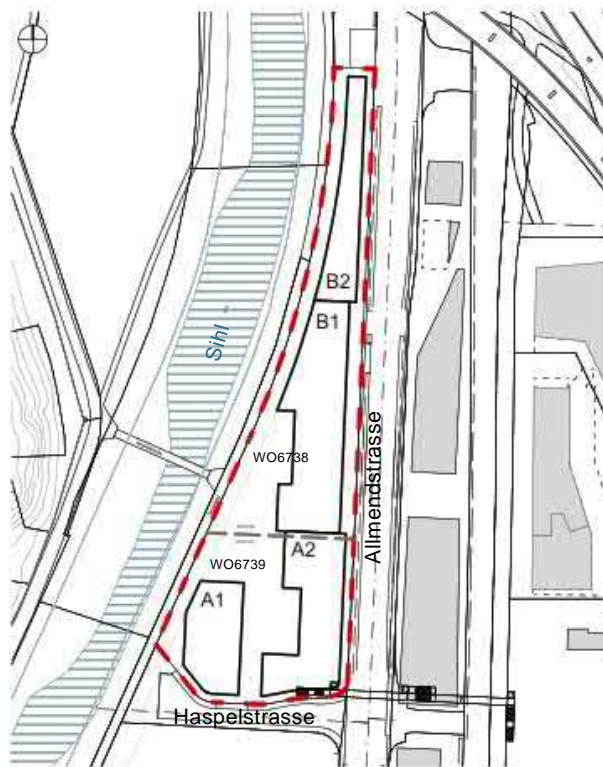 B2
B1
Sihl
WO6738
Allmendstrasse
A2
WO6739
A1
Haspelstrasse